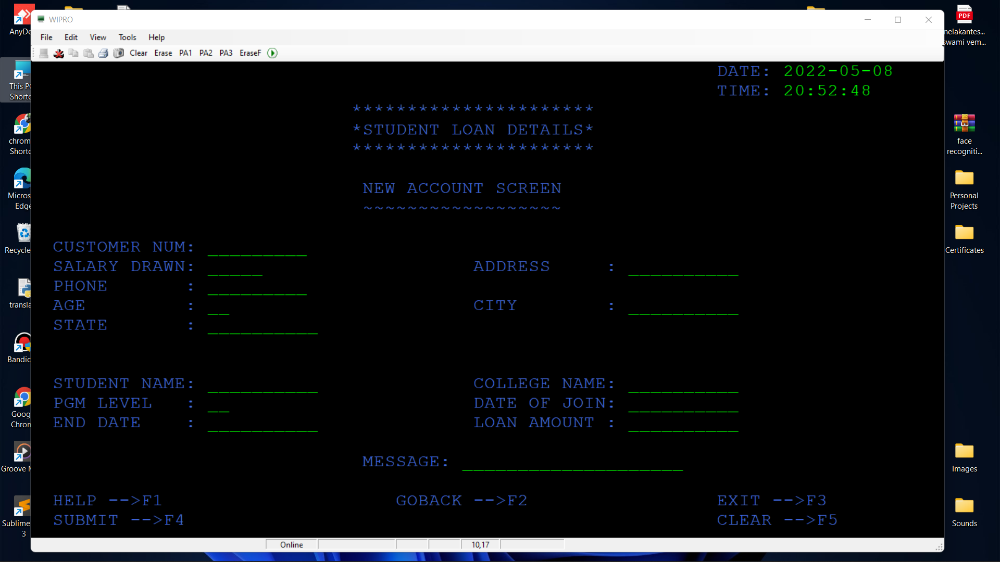 WIPRO
File Edit View Tools Help
Clear Erase PA1 PA2 PA3 EraseF
DATE: 2022-05-08
TIME: 20:52:48
**********************
*STUDENT LOAN DETAILS*
**********************
NEW ACCOUNT SCREEN
~~~~~~~~~~~~~~~~~~
CUSTOMER NUM: _________
SALARY DRAWN: _____ ADDRESS : __________
PHONE : _________
AGE : __ CITY : __________
STATE : __________
STUDENT NAME: __________ COLLEGE NAME: __________
PGM LEVEL : __ DATE OF JOIN: __________
END DATE : __________ LOAN AMOUNT : __________
MESSAGE: ____________________
HELP -->F1 GOBACK -->F2 EXIT -->F3
SUBMIT -->F4 CLEAR -->F5
Online 10,17
AnyDe
This P
Shortc
chrom
Shortc
Micros
Edge
Recycle
transla
Bandic
Goog
Chron
Groove
Sublime
3
PDF
nelakantes...
swami vem...
face
recogniti...
Personal
Projects
Certificates
Images
Sounds